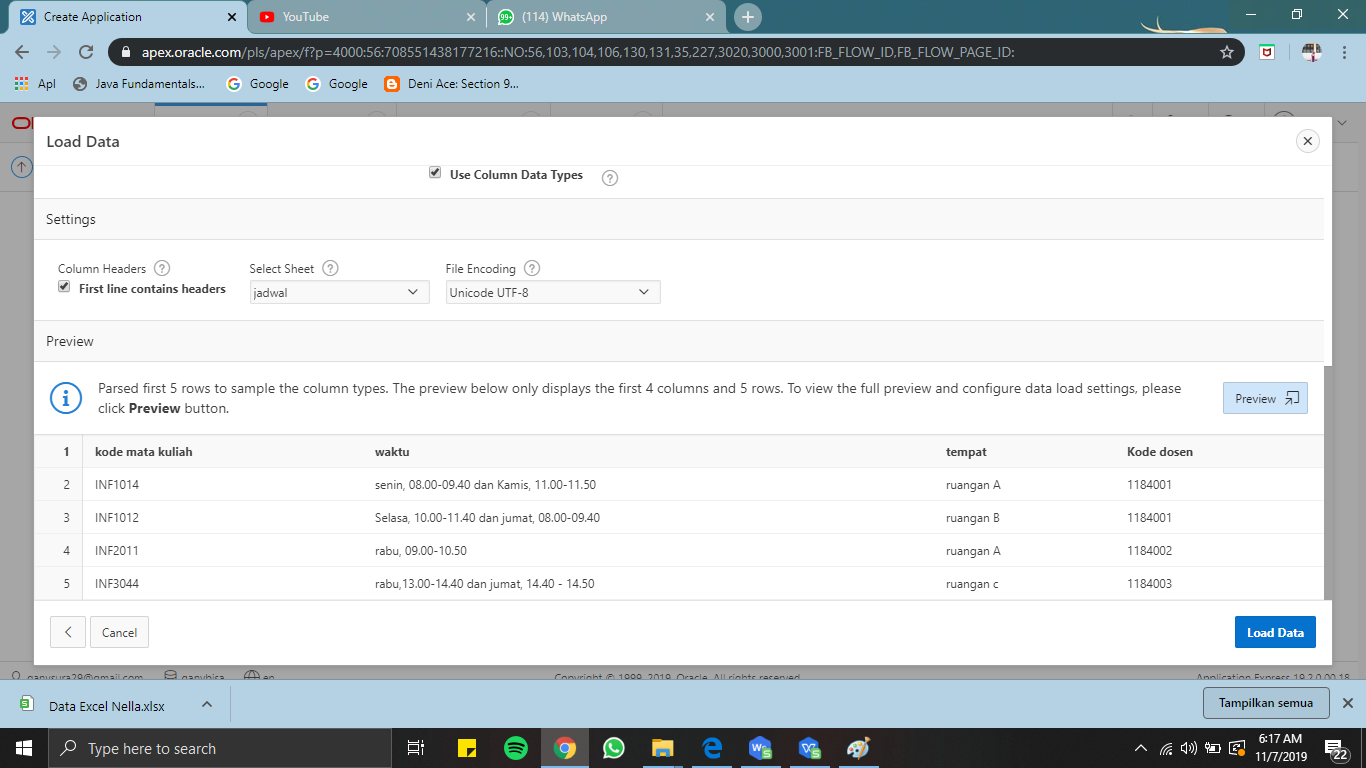 Create Application
YouTube
99+
(114) WhatsApp
apex.oracle.com/pls/apex/f?p=4000:56:708551438177216::NO:56,103,104,106,130,131,35,227,3020,3000,3001:FB_FLOW_ID,FB_FLOW_PAGE_ID:
Apl
Java Fundamentals...
Google
Google
Deni Ace: Section 9...
Load Data
Use Column Data Types
Settings
Column Headers
Select Sheet
File Encoding
First line contains headers
jadwal
Unicode UTF-8
Preview
Parsed first 5 rows to sample the column types. The preview below only displays the first 4 columns and 5 rows. To view the full preview and configure data load settings, please
click Preview button.
Preview
1 kode mata kuliah waktu tempat Kode dosen
2 INF1014 senin, 08.00-09.40 dan Kamis, 11.00-11.50 ruangan A 1184001
3 INF1012 Selasa, 10.00-11.40 dan jumat, 08.00-09.40 ruangan B 1184001
4 INF2011 rabu, 09.00-10.50 ruangan A 1184002
5 INF3044 rabu,13.00-14.40 dan jumat, 14.40 - 14.50 ruangan c 1184003
Cancel
Load Data
ganysura29@gmail.com
en
Copyright © 1999, 2019, Oracle. All rights reserved.
Application Express 19.2.0.00.18
Data Excel Nella.xlsx
Tampilkan semua
Type here to search
6:17 AM
11/7/2019
22